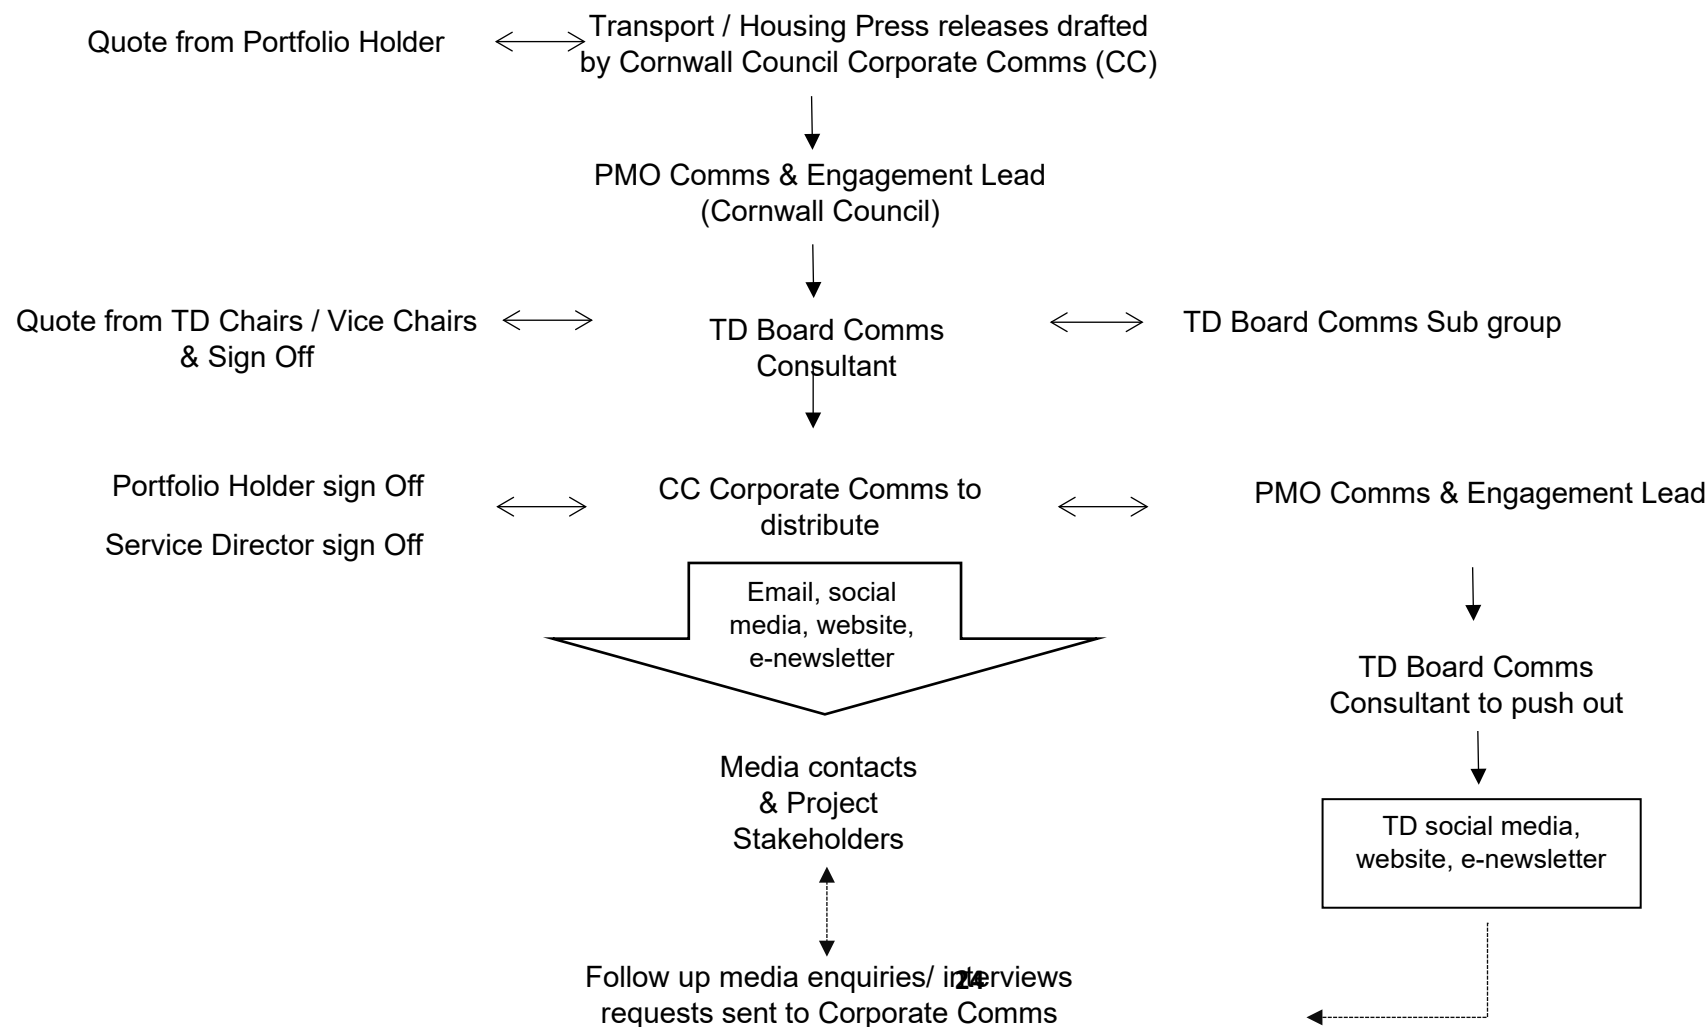 Quote from Portfolio Holder
Transport / Housing Press releases drafted
by Cornwall Council Corporate Comms (CC)
PMO Comms & Engagement Lead
(Cornwall Council)
Quote from TD Chairs / Vice Chairs
& Sign Off
TD Board Comms
Consultant
TD Board Comms Sub group
Portfolio Holder sign Off
Service Director sign Off
CC Corporate Comms to
distribute
PMO Comms & Engagement Lead
Email, social
media, website,
e-newsletter
TD Board Comms
Consultant to push out
Media contacts
& Project
Stakeholders
TD social media,
website, e-newsletter
Follow up media enquiries/ interviews
requests sent to Corporate Comms
24